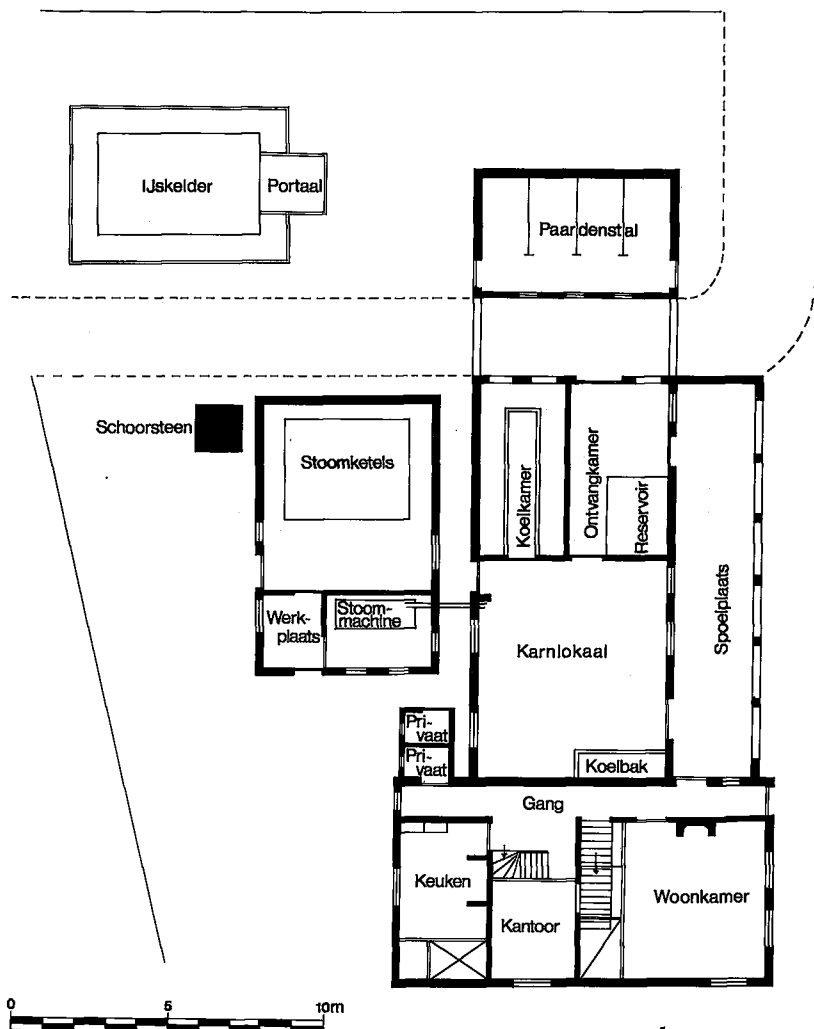 IJskelder
Portaal
Paardenstal
Schoorsteen
Stoomketels
Koelkamer
Ontvangkamer
Reservoir
Spoelplaats
Werk-
plaats
Stoom-
machine
Karnlokaal
Pri-
vaat
Pri-
vaat
Koelbak
Gang
Keuken
Kantoor
Woonkamer
0 5 10m